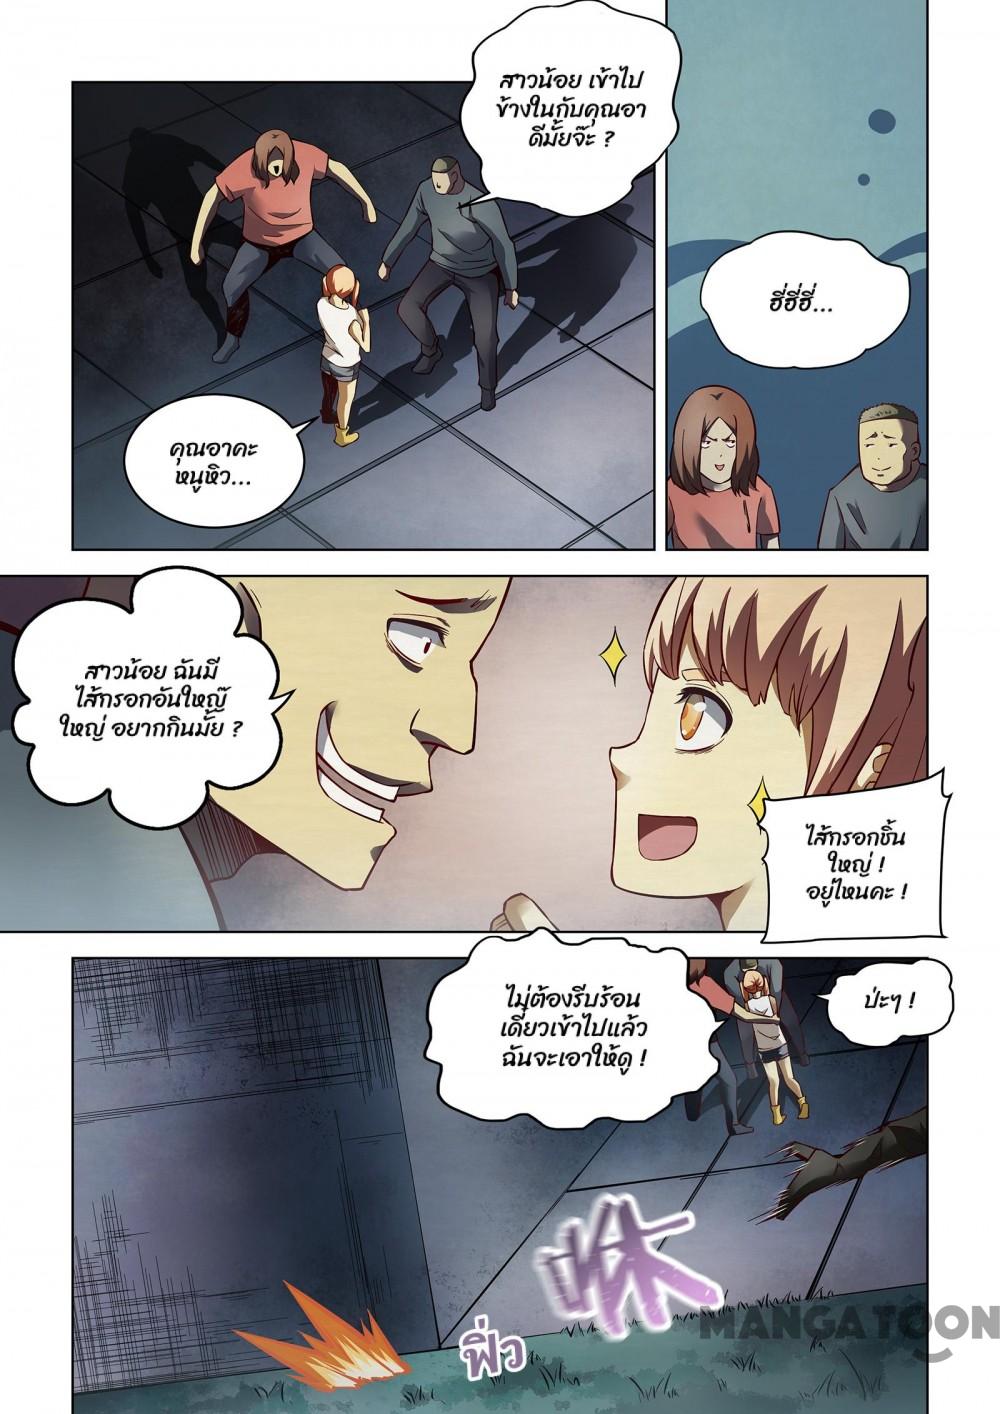 สาวน้อย เข้าไป
ข้างในกับคุณอา
ดีมั้ยจ๊ะ ?
คุณอาคะ
หนูหิว...
ฮี่ฮี่ฮี่...
สาวน้อย ฉันมี
ไส้กรอกอันใหญ๊
ใหญ่ อยากกินมั้ย ?
ไส้กรอกชิ้น
ใหญ่ !
อยู่ไหนคะ !
ไม่ต้องรีบร้อน
เดี๋ยวเข้าไปแล้ว
ฉันจะเอาให้ดู !
ป่ะๆ !
咻
ฟิ่ว
MANGATOON